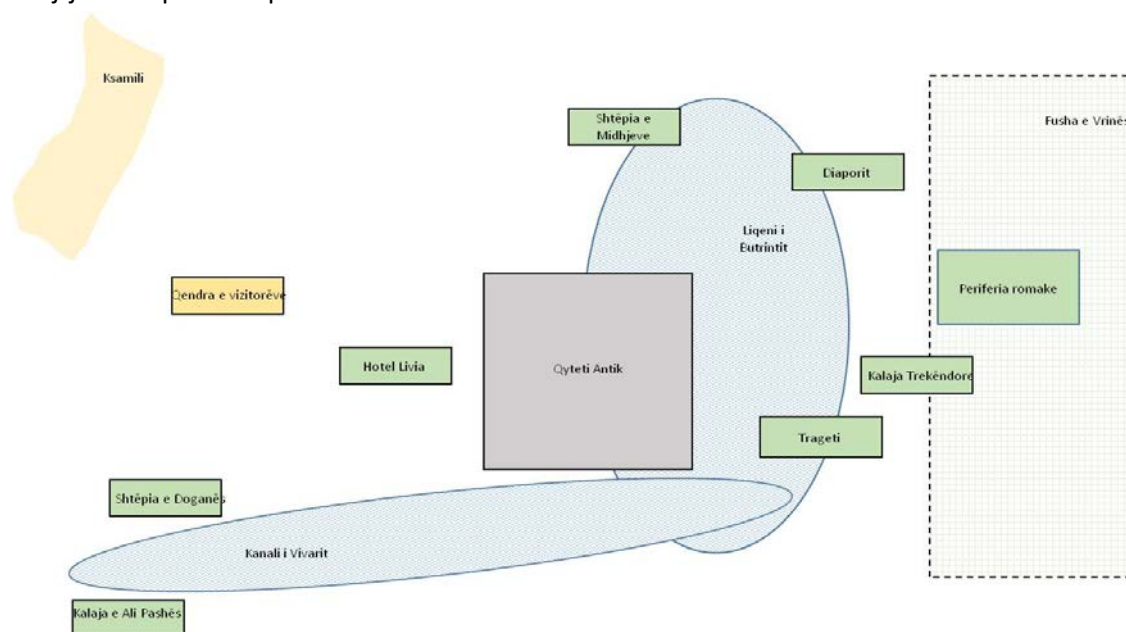 Ksamili
Shtëpia e
Midhjeve
Fusha e Vrinës
Diaporit
Liqeni i
Butrintit
Qendra e vizitorëve
Periferia romake
Hotel Livia
Qyteti Antik
Kalaja Trekëndore
Trageti
Shtëpia e Doganës
Kanali i Vivarit
Kalaja e Ali Pashës